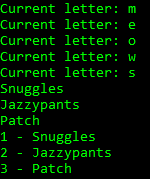 Current letter: m
Current letter: e
Current letter: o
Current letter: w
Current letter: s
Snuggles
Jazzypants
Patch
1 - Snuggles
2 - Jazzypants
3 - Patch